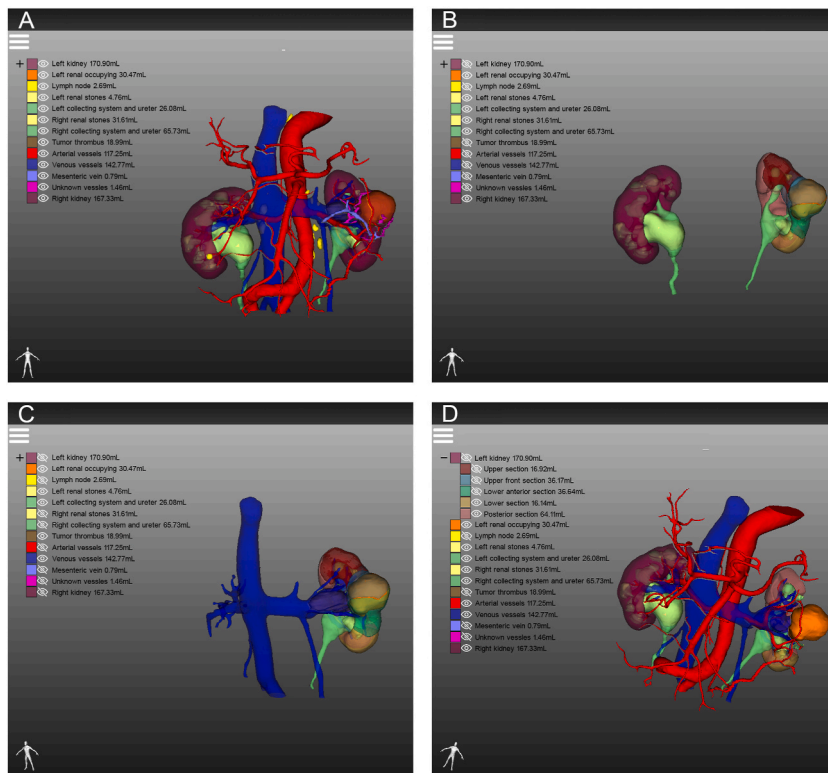 A
+ Left kidney 170.90mL
Left renal occupying 30.47mL
Lymph node 2.69mL
Left renal stones 4.76mL
Left collecting system and ureter 26.08mL
Right renal stones 31.61mL
Right collecting system and ureter 65.73mL
Tumor thrombus 18.99mL
Arterial vessels 117.25mL
Venous vessels 142.77mL
Mesenteric vein 0.79mL
Unknown vessles 1.46mL
Right kidney 167.33mL
B
+ Left kidney 170.90mL
Left renal occupying 30.47mL
Lymph node 2.69mL
Left renal stones 4.76mL
Left collecting system and ureter 26.08mL
Right renal stones 31.61mL
Right collecting system and ureter 65.73mL
Tumor thrombus 18.99mL
Arterial vessels 117.25mL
Venous vessels 142.77mL
Mesenteric vein 0.79mL
Unknown vessles 1.46mL
Right kidney 167.33mL
C
+ Left kidney 170.90mL
Left renal occupying 30.47mL
Lymph node 2.69mL
Left renal stones 4.76mL
Left collecting system and ureter 26.08mL
Right renal stones 31.61mL
Right collecting system and ureter 65.73mL
Tumor thrombus 18.99mL
Arterial vessels 117.25mL
Venous vessels 142.77mL
Mesenteric vein 0.79mL
Unknown vessles 1.46mL
Right kidney 167.33mL
D
− Left kidney 170.90mL
Upper section 16.92mL
Upper front section 36.17mL
Lower anterior section 36.64mL
Lower section 16.14mL
Posterior section 64.11mL
Left renal occupying 30.47mL
Lymph node 2.69mL
Left renal stones 4.76mL
Left collecting system and ureter 26.08mL
Right renal stones 31.61mL
Right collecting system and ureter 65.73mL
Tumor thrombus 18.99mL
Arterial vessels 117.25mL
Venous vessels 142.77mL
Mesenteric vein 0.79mL
Unknown vessles 1.46mL
Right kidney 167.33mL